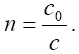 n = c₀ / c .